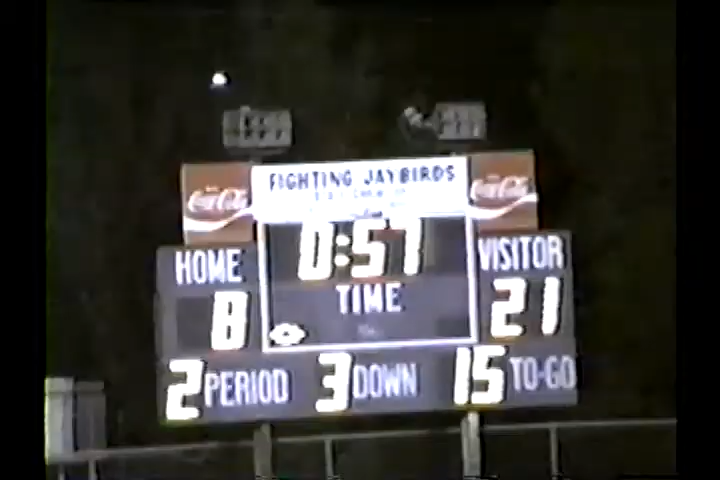 FIGHTING JAYBIRDS
Coca-Cola
Coca-Cola
0:57
HOME
TIME
VISITOR
8
21
2 PERIOD 3 DOWN 15 TO-GO